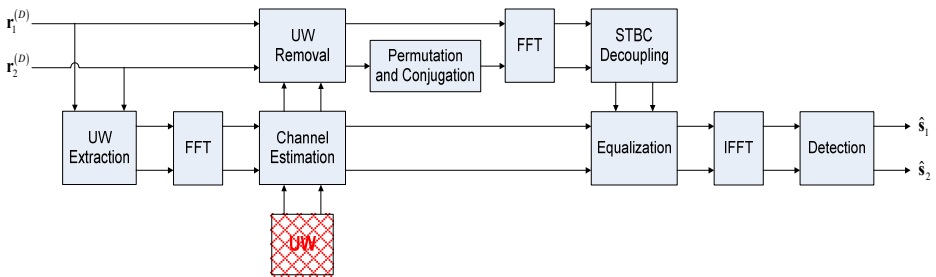 r₁⁽ᴰ⁾
r₂⁽ᴰ⁾
UW
Removal
Permutation
and Conjugation
FFT
STBC
Decoupling
UW
Extraction
FFT
Channel
Estimation
Equalization
IFFT
Detection
ŝ₁
ŝ₂
UW